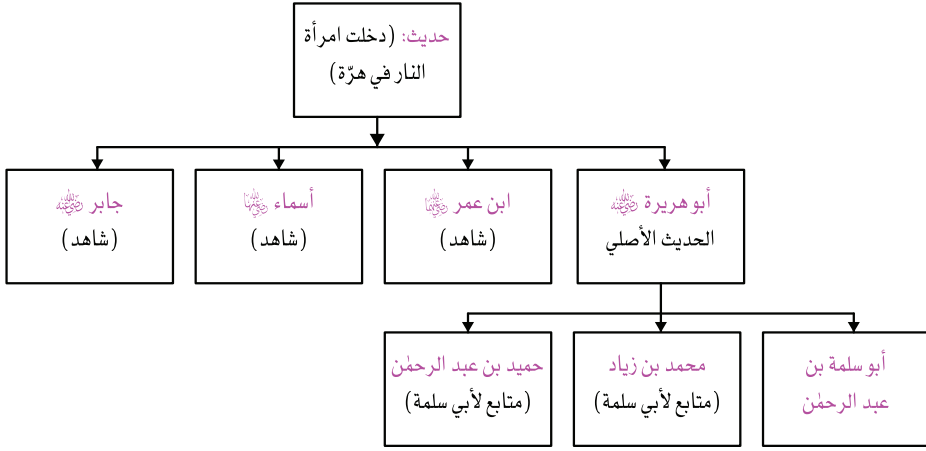 حديث: (دخلت امرأة
النار في هرّة)
أبو هريرة رضي الله عنه
الحديث الأصلي
ابن عمر رضي الله عنهما
(شاهد)
أسماء رضي الله عنها
(شاهد)
جابر رضي الله عنه
(شاهد)
أبو سلمة بن
عبد الرحمٰن
محمد بن زياد
(متابع لأبي سلمة)
حميد بن عبد الرحمٰن
(متابع لأبي سلمة)